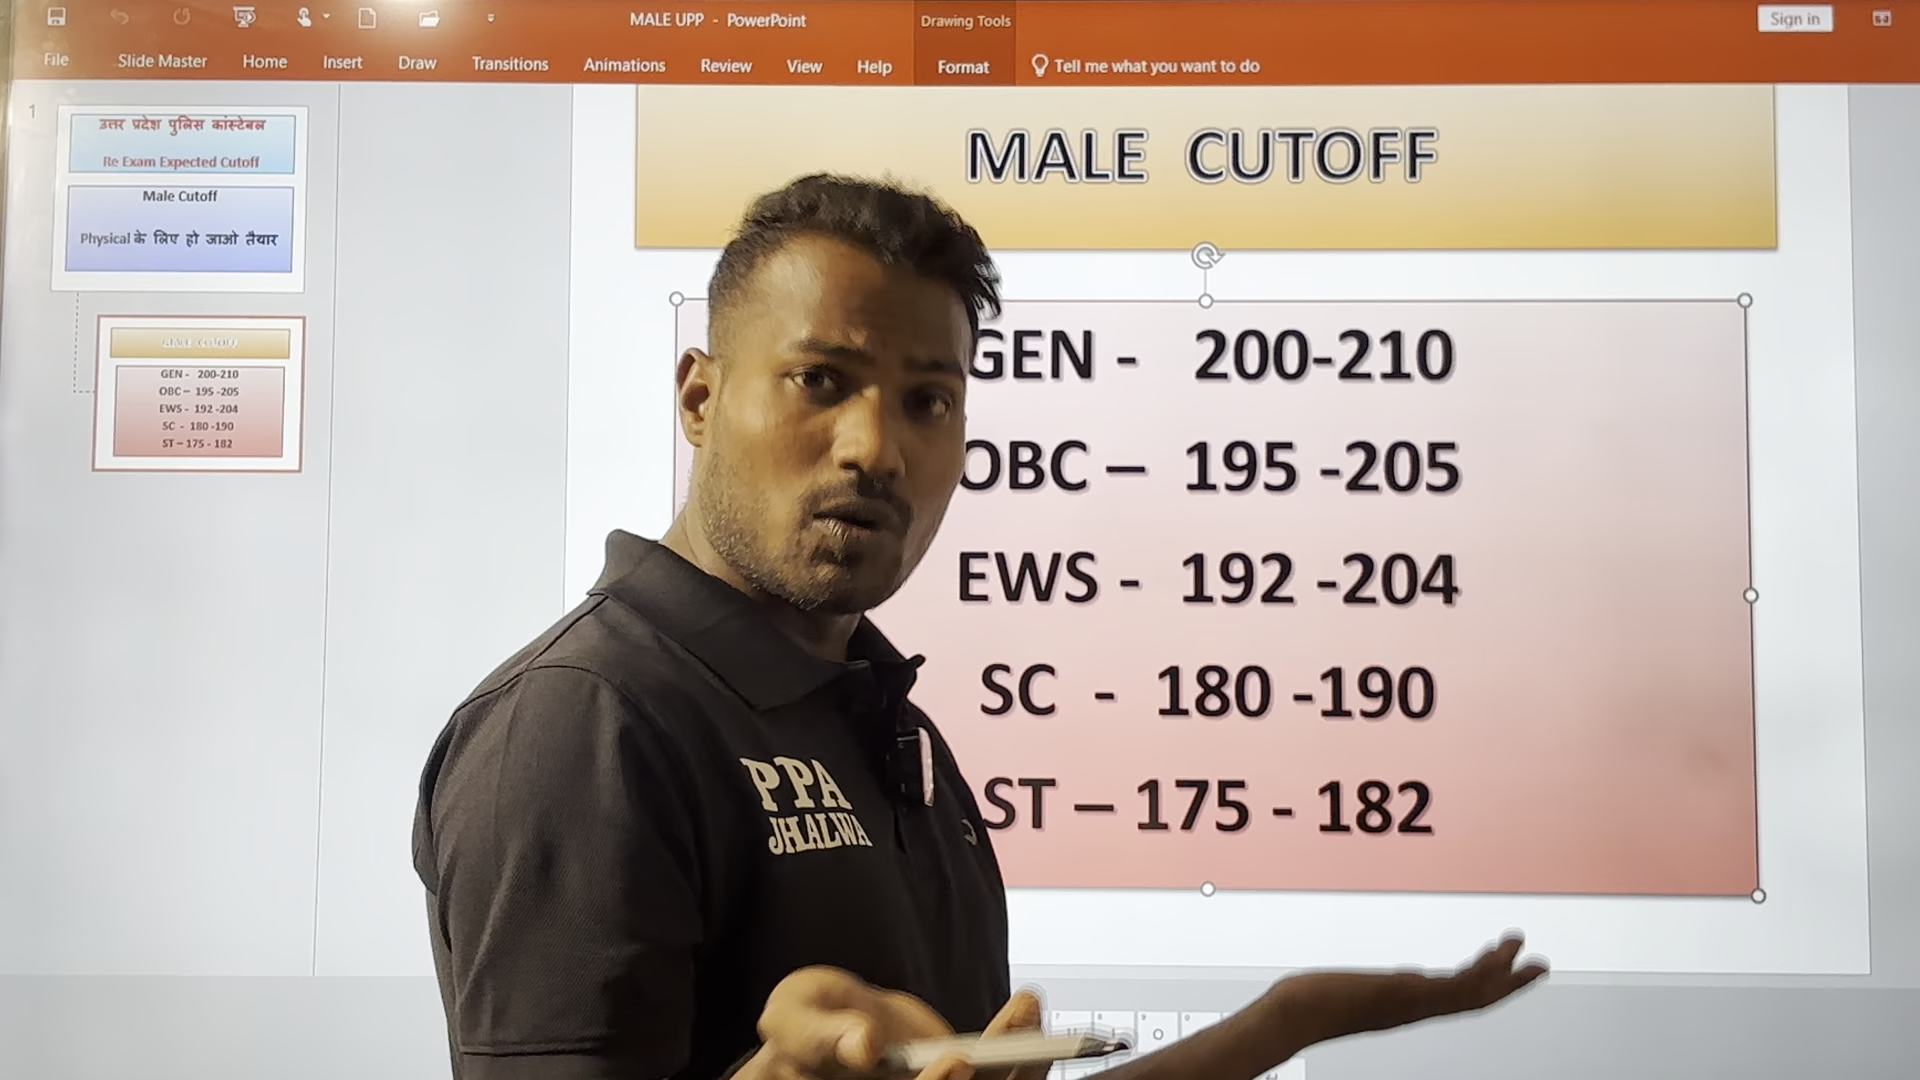 MALE UPP - PowerPoint
Drawing Tools
Sign in
File
Slide Master
Home
Insert
Draw
Transitions
Animations
Review
View
Help
Format
Tell me what you want to do
1
उत्तर प्रदेश पुलिस कांस्टेबल
Re Exam Expected Cutoff
Male Cutoff
Physical के लिए हो जाओ तैयार
MALE CUTOFF
GEN - 200-210
OBC – 195 -205
EWS - 192 -204
SC - 180 -190
ST – 175 - 182
MALE CUTOFF
GEN - 200-210
OBC – 195 -205
EWS - 192 -204
SC - 180 -190
ST – 175 - 182
PPA
JHALWA